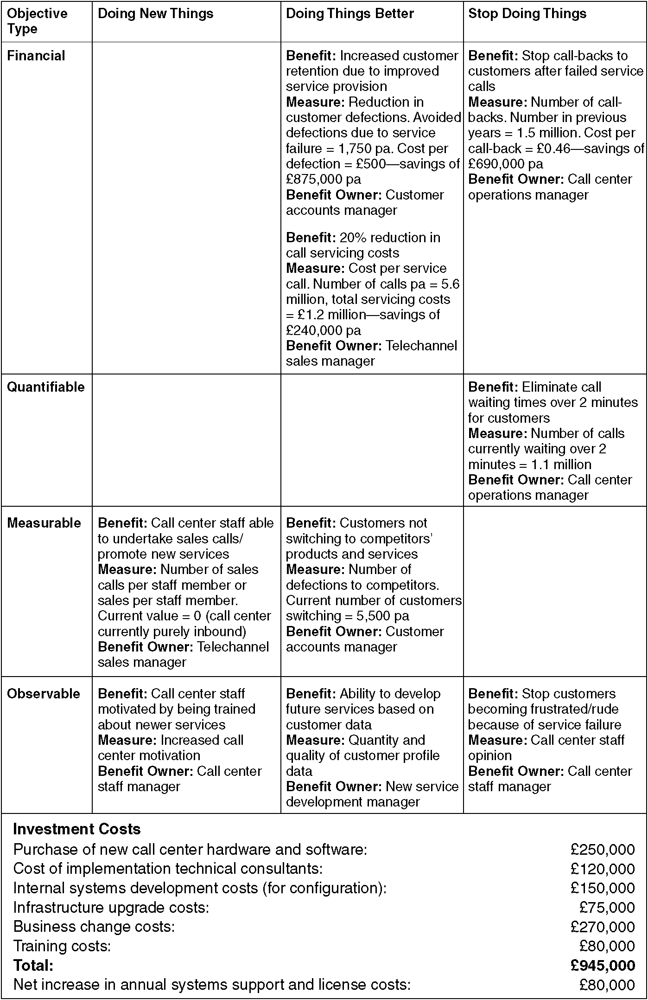 Objective
Type
Doing New Things
Doing Things Better
Stop Doing Things
Financial
Benefit: Increased customer
retention due to improved
service provision
Measure: Reduction in
customer defections. Avoided
defections due to service
failure = 1,750 pa. Cost per
defection = £500—savings of
£875,000 pa
Benefit Owner: Customer
accounts manager
Benefit: 20% reduction in
call servicing costs
Measure: Cost per service
call. Number of calls pa = 5.6
million, total servicing costs
= £1.2 million—savings of
£240,000 pa
Benefit Owner: Telechannel
sales manager
Benefit: Stop call-backs to
customers after failed service
calls
Measure: Number of call-
backs. Number in previous
years = 1.5 million. Cost per
call-back = £0.46—savings of
£690,000 pa
Benefit Owner: Call center
operations manager
Quantifiable
Benefit: Eliminate call
waiting times over 2 minutes
for customers
Measure: Number of calls
currently waiting over 2
minutes = 1.1 million
Benefit Owner: Call center
operations manager
Measurable
Benefit: Call center staff able
to undertake sales calls/
promote new services
Measure: Number of sales
calls per staff member or
sales per staff member.
Current value = 0 (call center
currently purely inbound)
Benefit Owner: Telechannel
sales manager
Benefit: Customers not
switching to competitors’
products and services
Measure: Number of
defections to competitors.
Current number of customers
switching = 5,500 pa
Benefit Owner: Customer
accounts manager
Observable
Benefit: Call center staff
motivated by being trained
about newer services
Measure: Increased call
center motivation
Benefit Owner: Call center
staff manager
Benefit: Ability to develop
future services based on
customer data
Measure: Quantity and
quality of customer profile
data
Benefit Owner: New service
development manager
Benefit: Stop customers
becoming frustrated/rude
because of service failure
Measure: Call center staff
opinion
Benefit Owner: Call center
staff manager
Investment Costs
Purchase of new call center hardware and software: £250,000
Cost of implementation technical consultants: £120,000
Internal systems development costs (for configuration): £150,000
Infrastructure upgrade costs: £75,000
Business change costs: £270,000
Training costs: £80,000
Total: £945,000
Net increase in annual systems support and license costs: £80,000